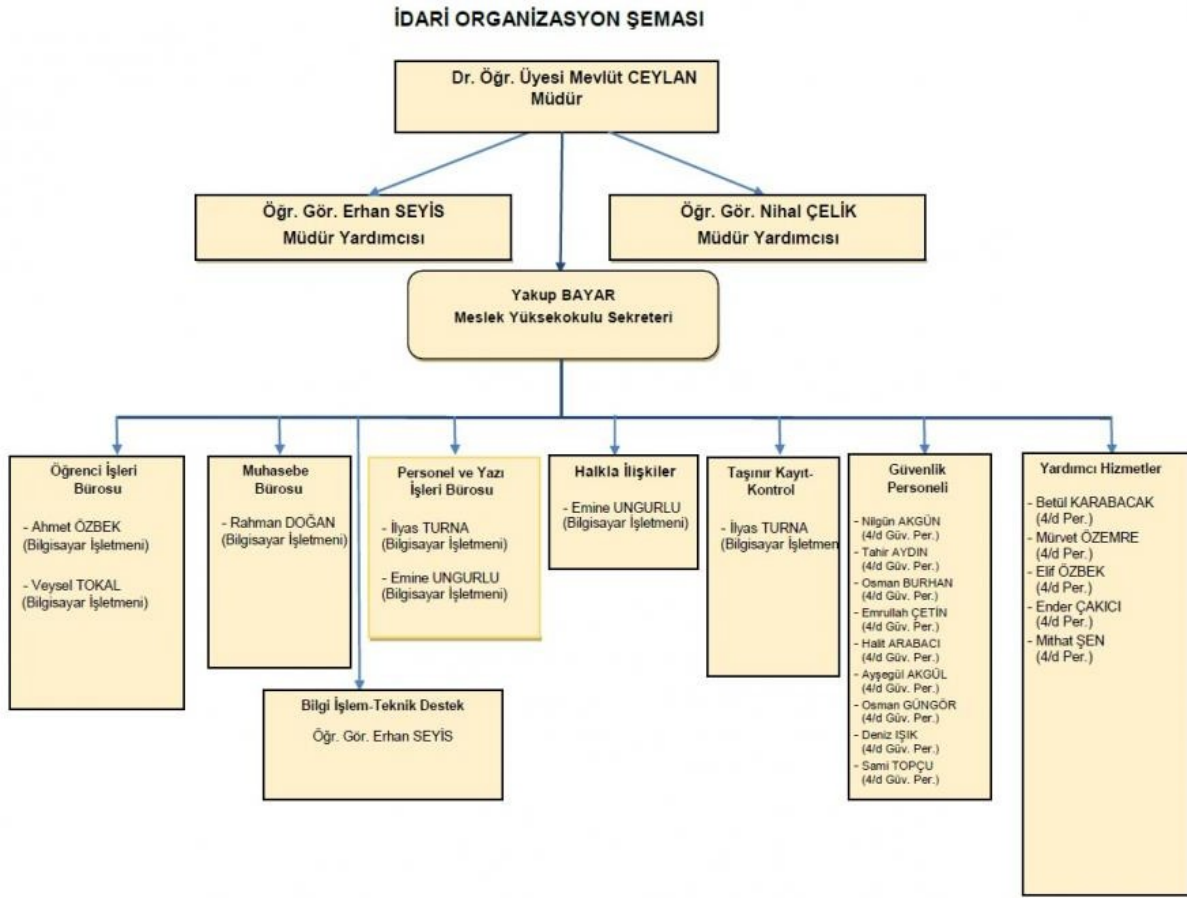 İDARİ ORGANİZASYON ŞEMASI
Dr. Öğr. Üyesi Mevlüt CEYLAN
Müdür
Öğr. Gör. Erhan SEYİS
Müdür Yardımcısı
Öğr. Gör. Nihal ÇELİK
Müdür Yardımcısı
Yakup BAYAR
Meslek Yüksekokulu Sekreteri
Öğrenci İşleri
Bürosu
- Ahmet ÖZBEK
(Bilgisayar İşletmeni)
- Veysel TOKAL
(Bilgisayar İşletmeni)
Muhasebe
Bürosu
- Rahman DOĞAN
(Bilgisayar İşletmeni)
Personel ve Yazı
İşleri Bürosu
- İlyas TURNA
(Bilgisayar İşletmeni)
- Emine UNGURLU
(Bilgisayar İşletmeni)
Halkla İlişkiler
- Emine UNGURLU
(Bilgisayar İşletmeni)
Taşınır Kayıt-
Kontrol
- İlyas TURNA
(Bilgisayar İşletmen
Güvenlik
Personeli
- Nilgün AKGÜN
(4/d Güv. Per.)
- Tahir AYDIN
(4/d Güv. Per.)
- Osman BURHAN
(4/d Güv. Per.)
- Emrullah ÇETİN
(4/d Güv. Per.)
- Halit ARABACI
(4/d Güv. Per.)
- Ayşegül AKGÜL
(4/d Güv. Per.)
- Osman GÜNGÖR
(4/d Güv. Per.)
- Deniz IŞIK
(4/d Güv. Per.)
- Sami TOPÇU
(4/d Güv. Per.)
Yardımcı Hizmetler
- Betül KARABACAK
(4/d Per.)
- Mürvet ÖZEMRE
(4/d Per.)
- Elif ÖZBEK
(4/d Per.)
- Ender ÇAKICI
(4/d Per.)
- Mithat ŞEN
(4/d Per.)
Bilgi İşlem-Teknik Destek
Öğr. Gör. Erhan SEYİS